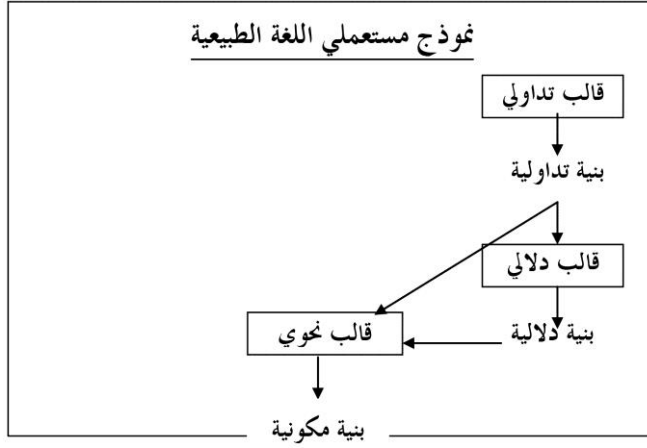 نموذج مستعملي اللغة الطبيعية
قالب تداولي
بنية تداولية
قالب دلالي
بنية دلالية
قالب نحوي
بنية مكونية